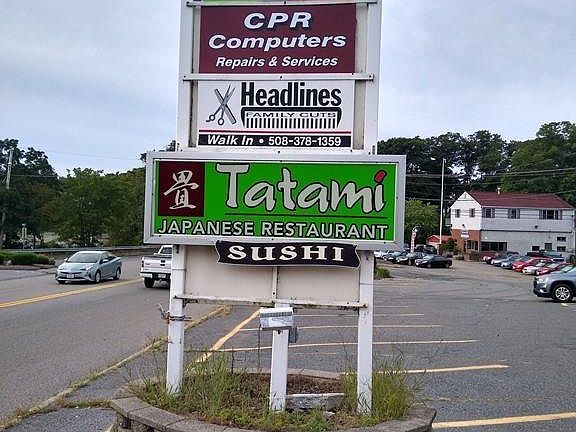 CPR
Computers
Repairs & Services
Headlines
FAMILY CUTS
Walk In • 508-378-1359
畳 Tatami
JAPANESE RESTAURANT
SUSHI